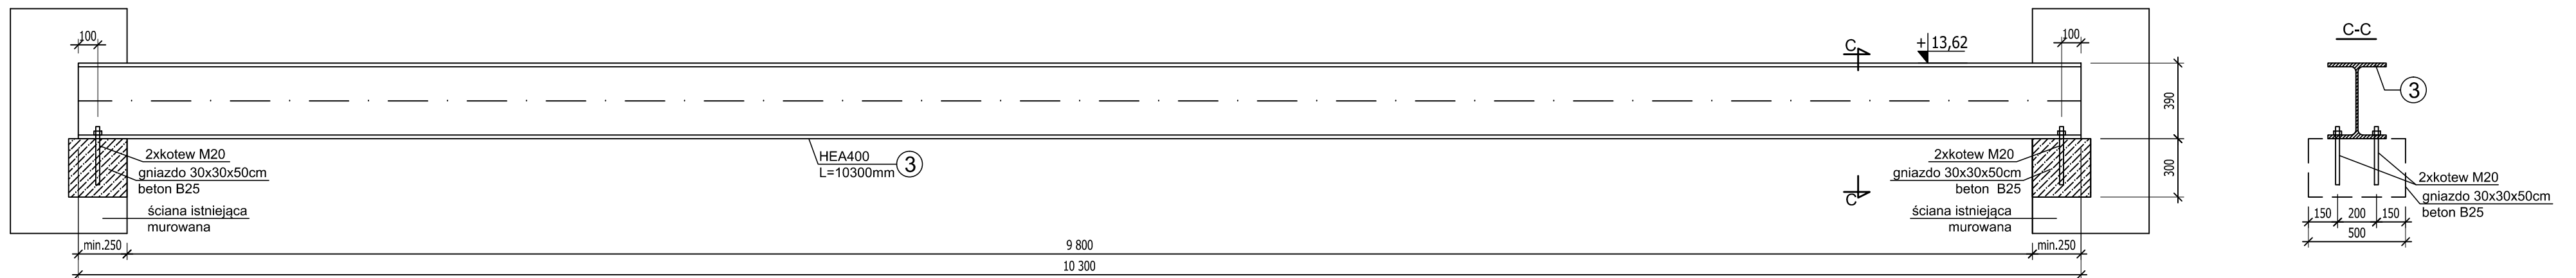 100
C
+ 13,62
100
C-C
3
390
2xkotew M20
gniazdo 30x30x50cm
beton B25
HEA400
L=10300mm
3
2xkotew M20
gniazdo 30x30x50cm
beton B25
300
2xkotew M20
gniazdo 30x30x50cm
beton B25
C
ściana istniejąca
murowana
ściana istniejąca
murowana
150 200 150
500
min.250
9 800
min.250
10 300